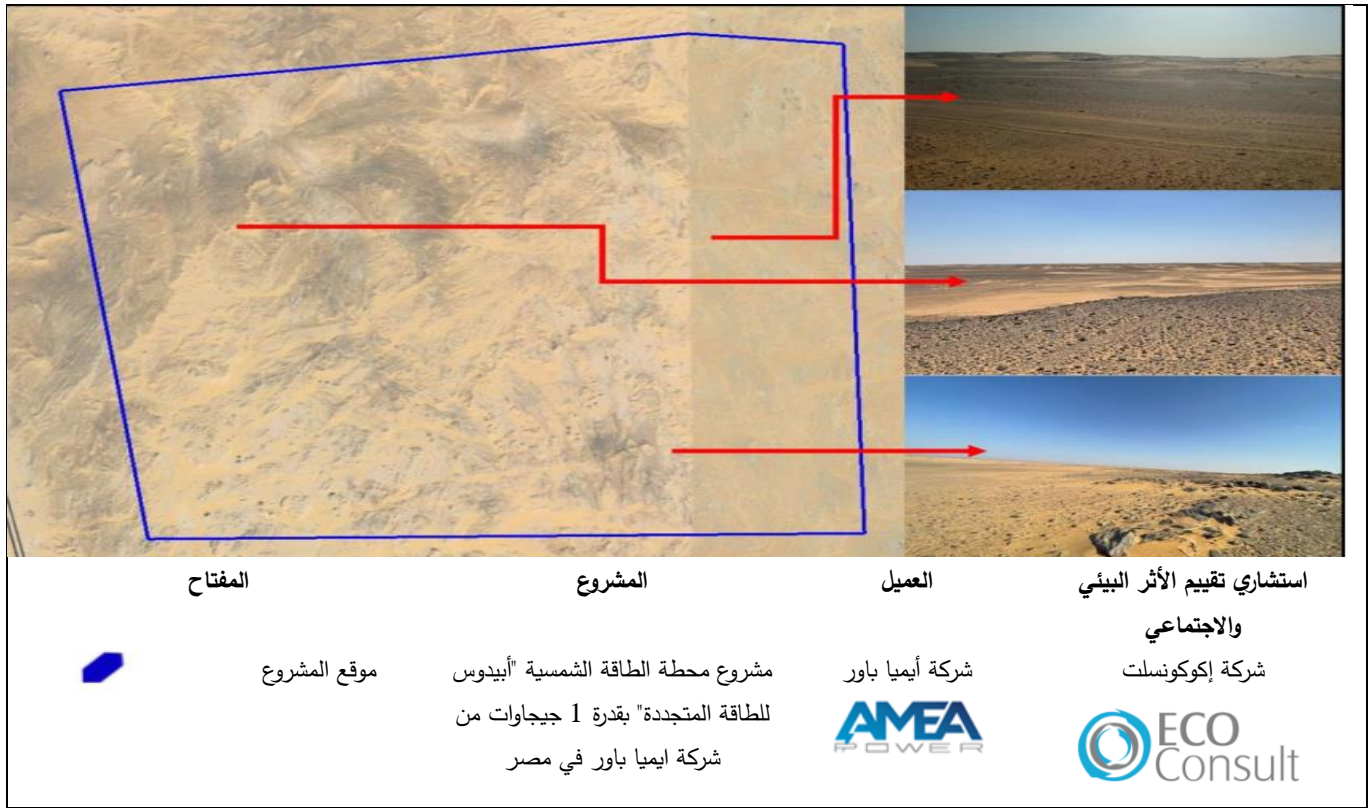 استشاري تقييم الأثر البيئي
والاجتماعي
شركة إكوكونسلت
ECO
Consult
العميل
شركة أيميا باور
AMEA
POWER
المشروع
مشروع محطة الطاقة الشمسية "أبيدوس
للطاقة المتجددة" بقدرة 1 جيجاوات من
شركة ايميا باور في مصر
المفتاح
موقع المشروع